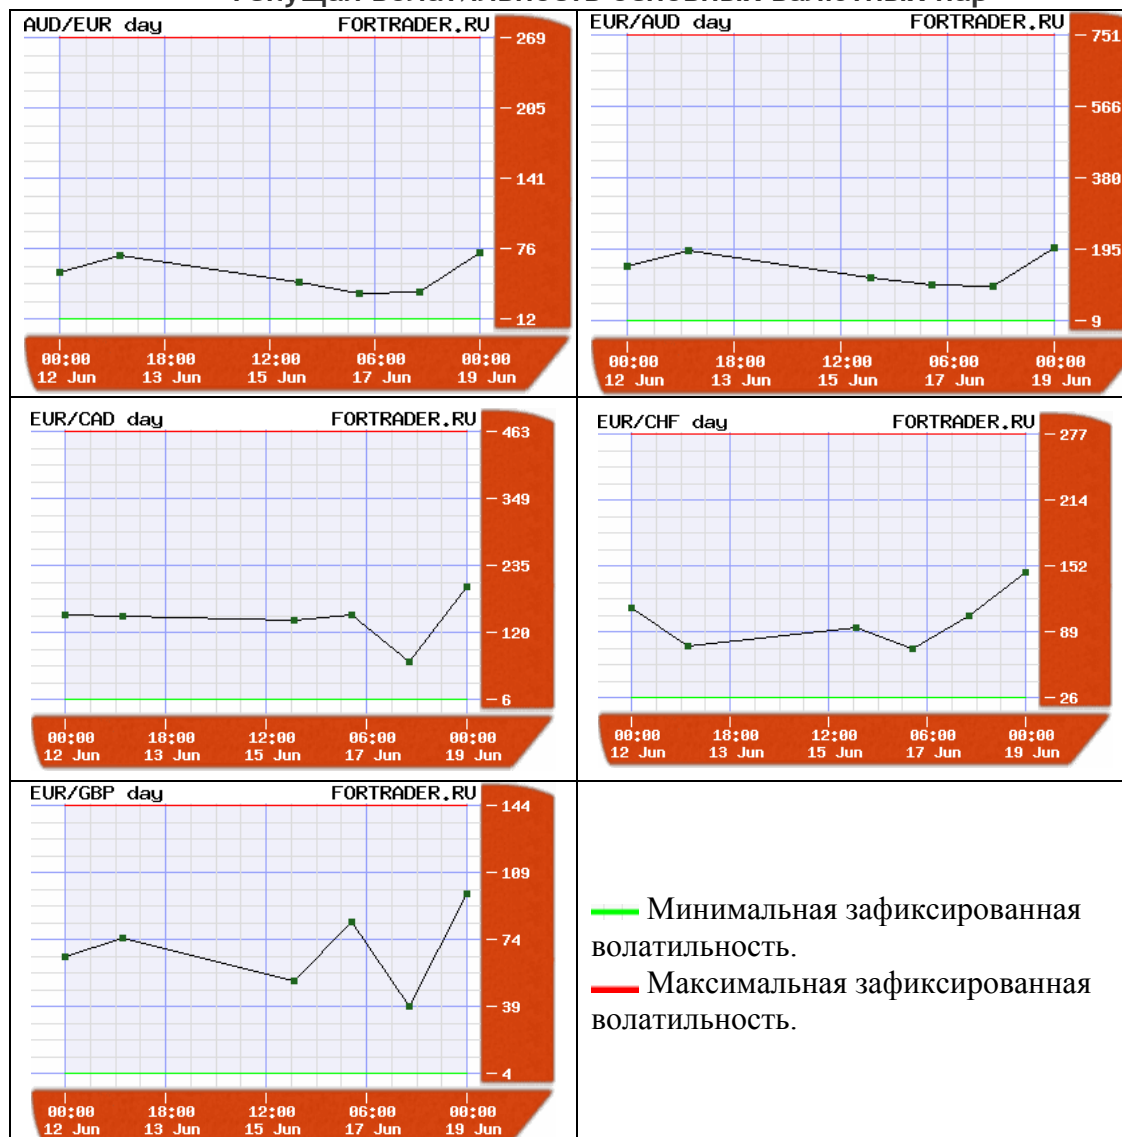 AUD/EUR day FORTRADER.RU
269
205
141
76
12
00:00 18:00 12:00 06:00 00:00
12 Jun 13 Jun 15 Jun 17 Jun 19 Jun
EUR/AUD day FORTRADER.RU
751
566
380
195
9
00:00 18:00 12:00 06:00 00:00
12 Jun 13 Jun 15 Jun 17 Jun 19 Jun
EUR/CAD day FORTRADER.RU
463
349
235
120
6
00:00 18:00 12:00 06:00 00:00
12 Jun 13 Jun 15 Jun 17 Jun 19 Jun
EUR/CHF day FORTRADER.RU
277
214
152
89
26
00:00 18:00 12:00 06:00 00:00
12 Jun 13 Jun 15 Jun 17 Jun 19 Jun
EUR/GBP day FORTRADER.RU
144
109
74
39
4
00:00 18:00 12:00 06:00 00:00
12 Jun 13 Jun 15 Jun 17 Jun 19 Jun
Минимальная зафиксированная
волатильность.
Максимальная зафиксированная
волатильность.